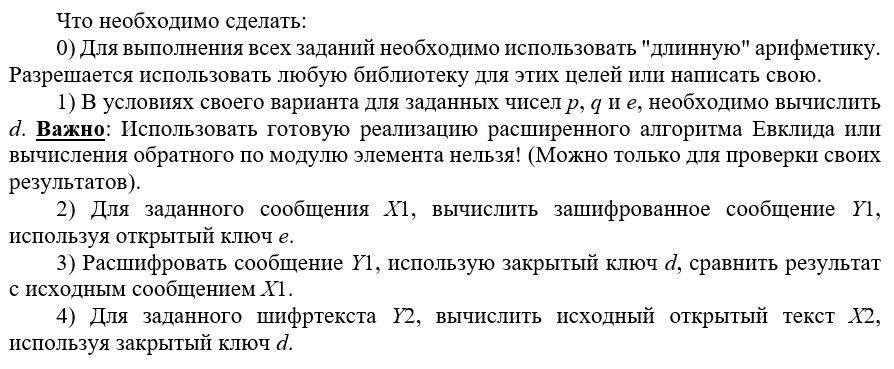 Что необходимо сделать:
0) Для выполнения всех заданий необходимо использовать "длинную" арифметику.
Разрешается использовать любую библиотеку для этих целей или написать свою.
1) В условиях своего варианта для заданных чисел p, q и e, необходимо вычислить
d. Важно: Использовать готовую реализацию расширенного алгоритма Евклида или
вычисления обратного по модулю элемента нельзя! (Можно только для проверки своих
результатов).
2) Для заданного сообщения X1, вычислить зашифрованное сообщение Y1,
используя открытый ключ e.
3) Расшифровать сообщение Y1, использую закрытый ключ d, сравнить результат
с исходным сообщением X1.
4) Для заданного шифртекста Y2, вычислить исходный открытый текст X2,
используя закрытый ключ d.